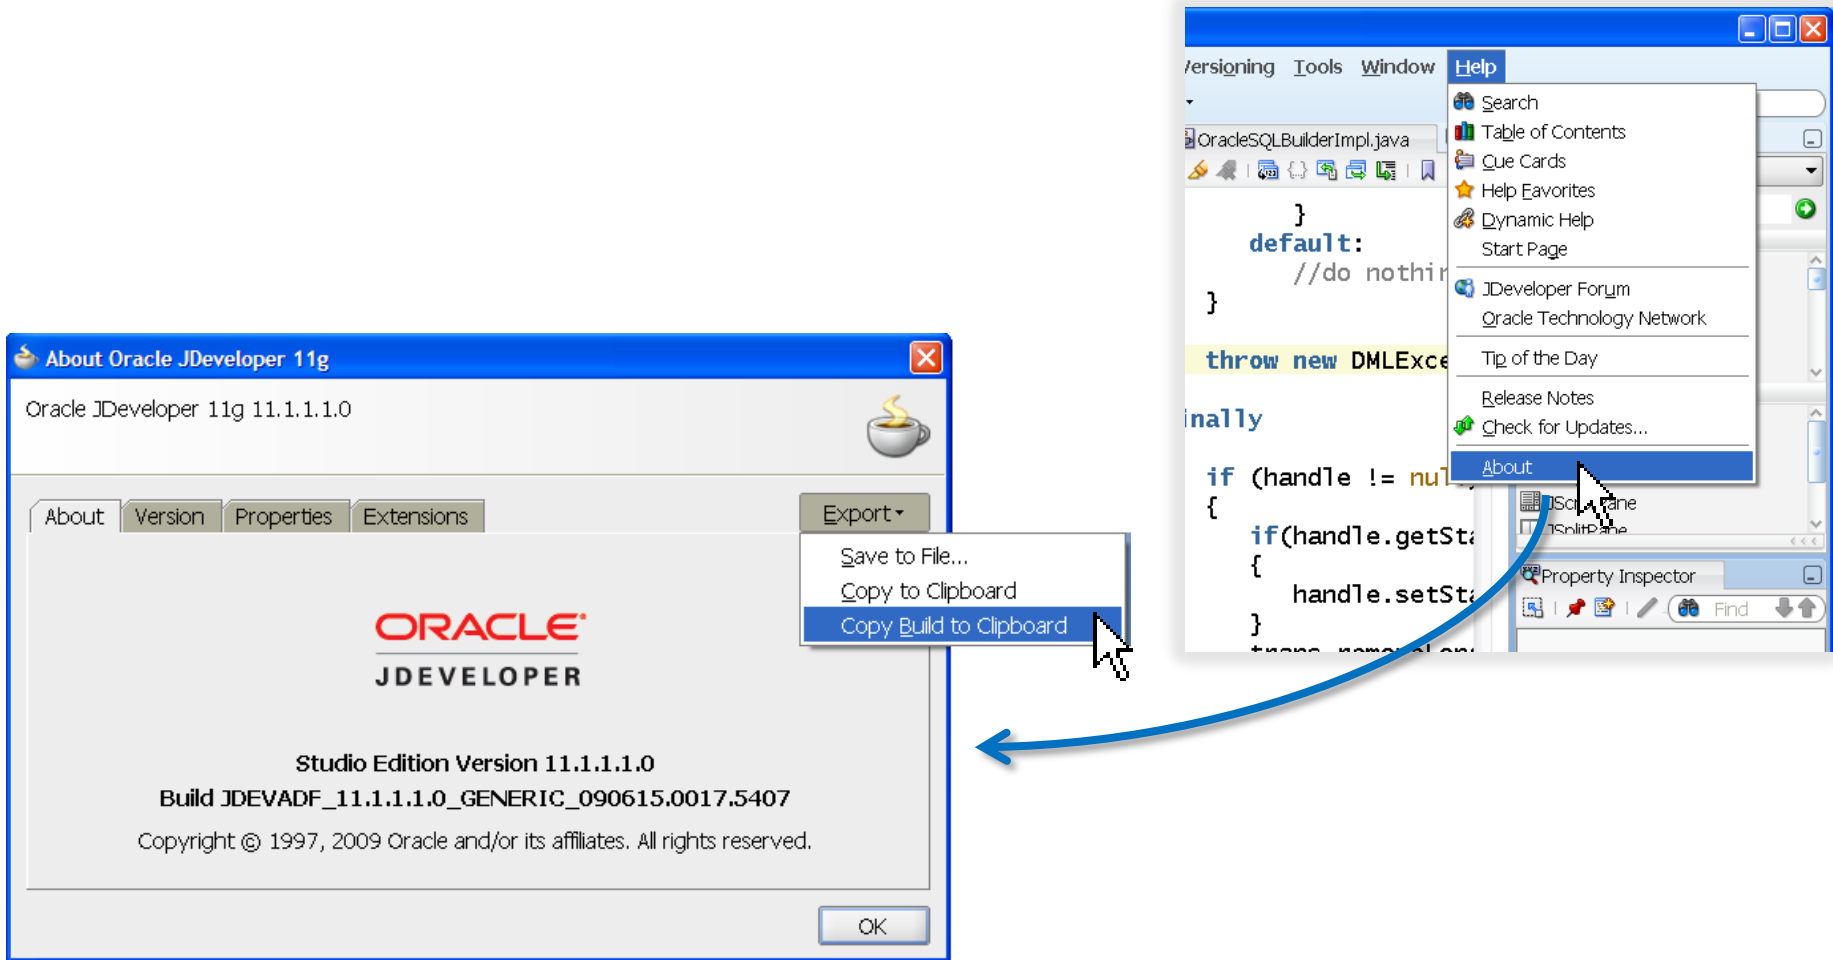 About Oracle JDeveloper 11g
Oracle JDeveloper 11g 11.1.1.1.0
About Version Properties Extensions
Export
Save to File...
Copy to Clipboard
Copy Build to Clipboard
ORACLE
JDEVELOPER
Studio Edition Version 11.1.1.1.0
Build JDEVADF_11.1.1.1.0_GENERIC_090615.0017.5407
Copyright © 1997, 2009 Oracle and/or its affiliates. All rights reserved.
OK
Versioning Tools Window Help
OracleSQLBuilderImpl.java
Search
Table of Contents
Cue Cards
Help Favorites
Dynamic Help
Start Page
JDeveloper Forum
Oracle Technology Network
Tip of the Day
Release Notes
Check for Updates...
About
}
default:
//do nothin
}
throw new DMLExce
inally
if (handle != nul
{
if(handle.getSta
{
handle.setSta
}
JSplitPane
Property Inspector
Find